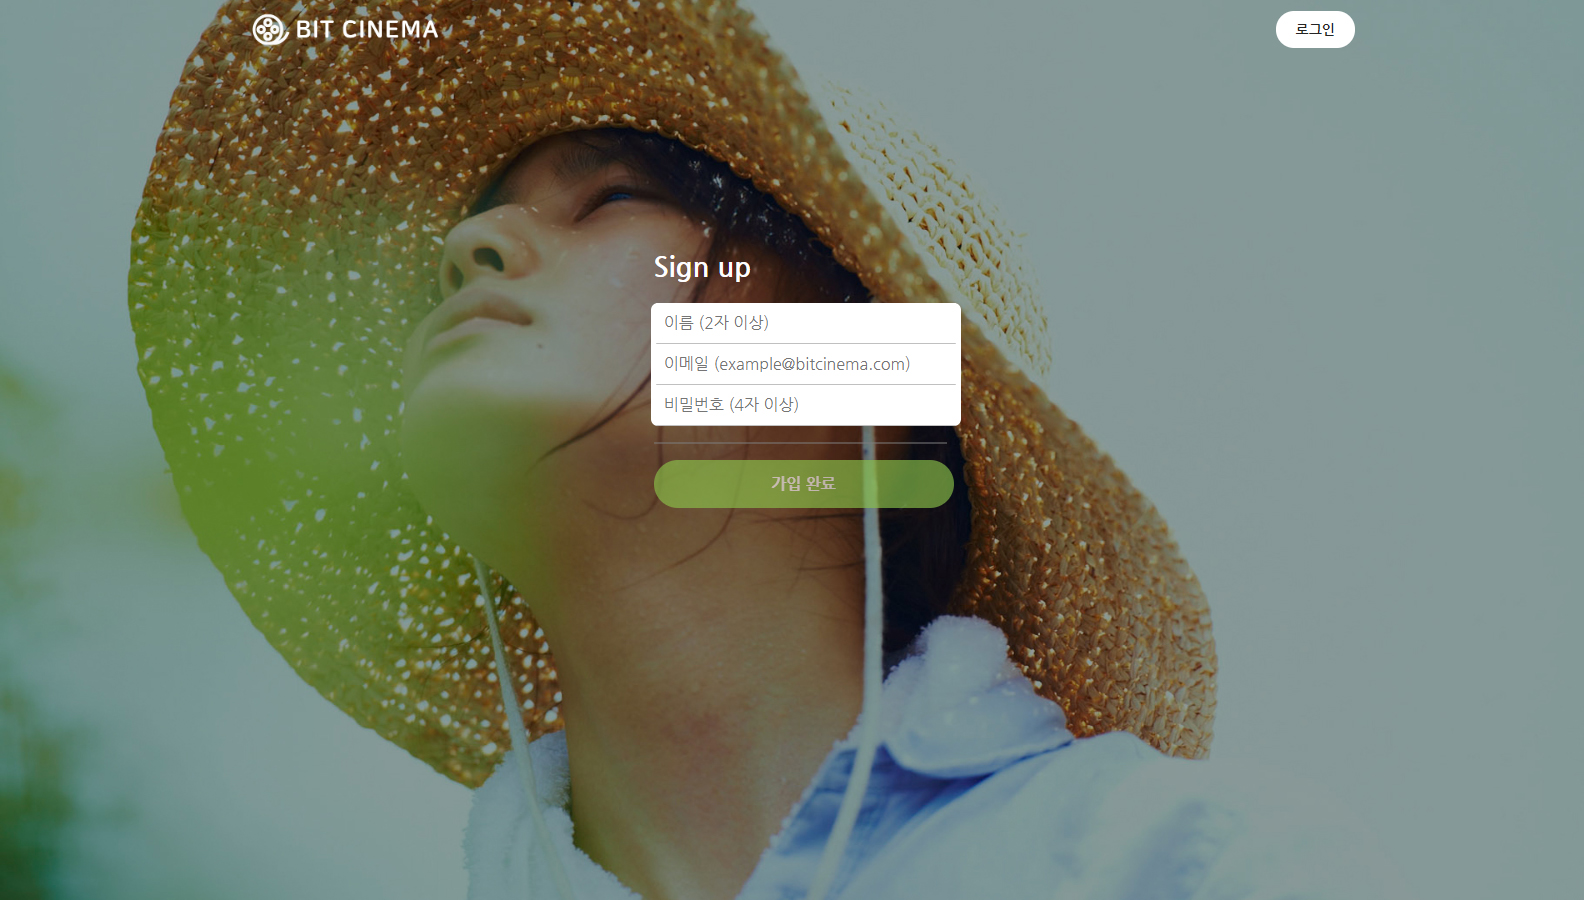 BIT CINEMA
로그인
Sign up
이름 (2자 이상)
이메일 (example@bitcinema.com)
비밀번호 (4자 이상)
가입 완료